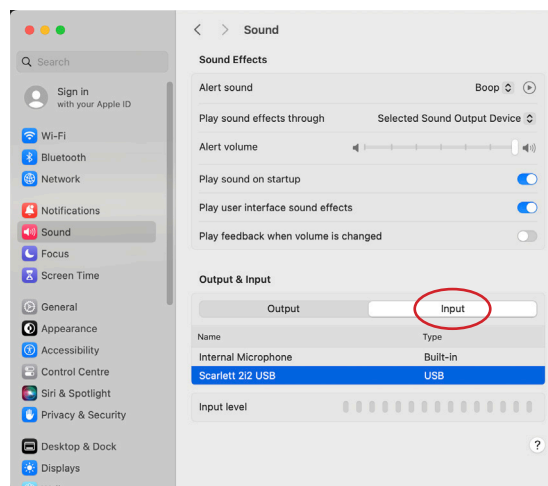 Search
Sign in
with your Apple ID
Wi-Fi
Bluetooth
Network
Notifications
Sound
Focus
Screen Time
General
Appearance
Accessibility
Control Centre
Siri & Spotlight
Privacy & Security
Desktop & Dock
Displays
Sound
Sound Effects
Alert sound Boop
Play sound effects through Selected Sound Output Device
Alert volume
Play sound on startup
Play user interface sound effects
Play feedback when volume is changed
Output & Input
Output Input
Name Type
Internal Microphone Built-in
Scarlett 2i2 USB USB
Input level
?